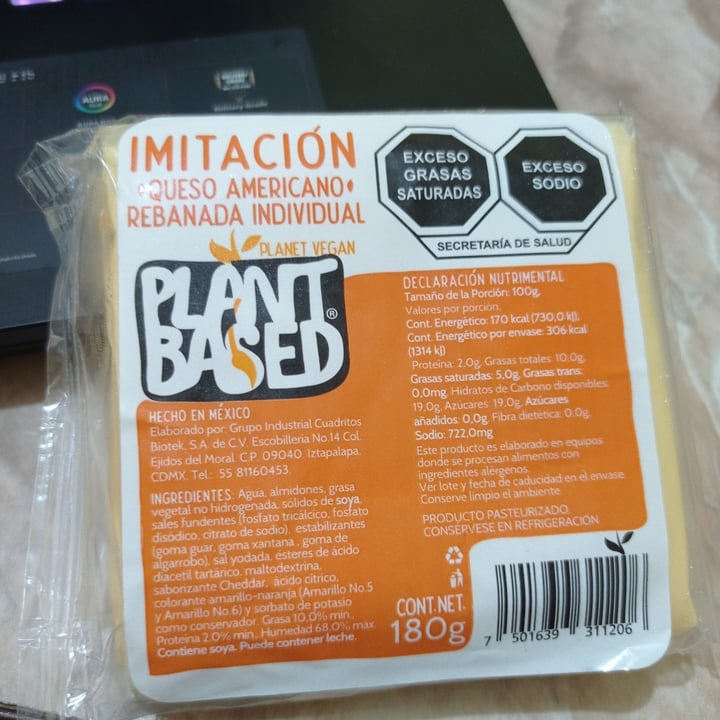 AURA
IMITACIÓN
QUESO AMERICANO
REBANADA INDIVIDUAL
PLANET VEGAN
PLANT
BASED®
EXCESO
GRASAS
SATURADAS
EXCESO
SODIO
SECRETARÍA DE SALUD
HECHO EN MÉXICO
Elaborado por: Grupo Industrial Cuadritos
Biotek, S.A. de C.V. Escobilleria No.14 Col.
Ejidos del Moral. C.P. 09040. Iztapalapa,
CDMX. Tel.: 55 81160453.
INGREDIENTES: Agua, almidones, grasa
vegetal no hidrogenada, sólidos de soya,
sales fundentes (fosfato tricálcico, fosfato
disódico, citrato de sodio), estabilizantes
(goma guar, goma xantana, goma de
algarrobo), sal yodada, ésteres de ácido
diacetil tartárico, maltodextrina,
saborizante Cheddar, ácido cítrico,
colorante amarillo-naranja (Amarillo No.5
y Amarillo No.6) y sorbato de potasio
como conservador. Grasa 10,0% min.,
Proteína 2.0% min., Humedad 68.0% máx.
Contiene soya. Puede contener leche.
DECLARACIÓN NUTRIMENTAL
Tamaño de la Porción: 100g,
Valores por porción,
Cont. Energético: 170 kcal (730,0 kJ),
Cont. Energético por envase: 306 kcal
(1314 kJ)
Proteína: 2,0g, Grasas totales: 10,0g,
Grasas saturadas: 5,0g, Grasas trans:
0,0mg, Hidratos de Carbono disponibles:
19,0g, Azúcares: 19,0g, Azúcares
añadidos: 0,0g, Fibra dietética: 0,0g,
Sodio: 722,0mg
Este producto es elaborado en equipos
donde se procesan alimentos con
ingredientes alérgenos.
Ver lote y fecha de caducidad en el envase.
Conserve limpio el ambiente.
PRODUCTO PASTEURIZADO.
CONSÉRVESE EN REFRIGERACIÓN
CONT. NET.
180g
7 501639 311206